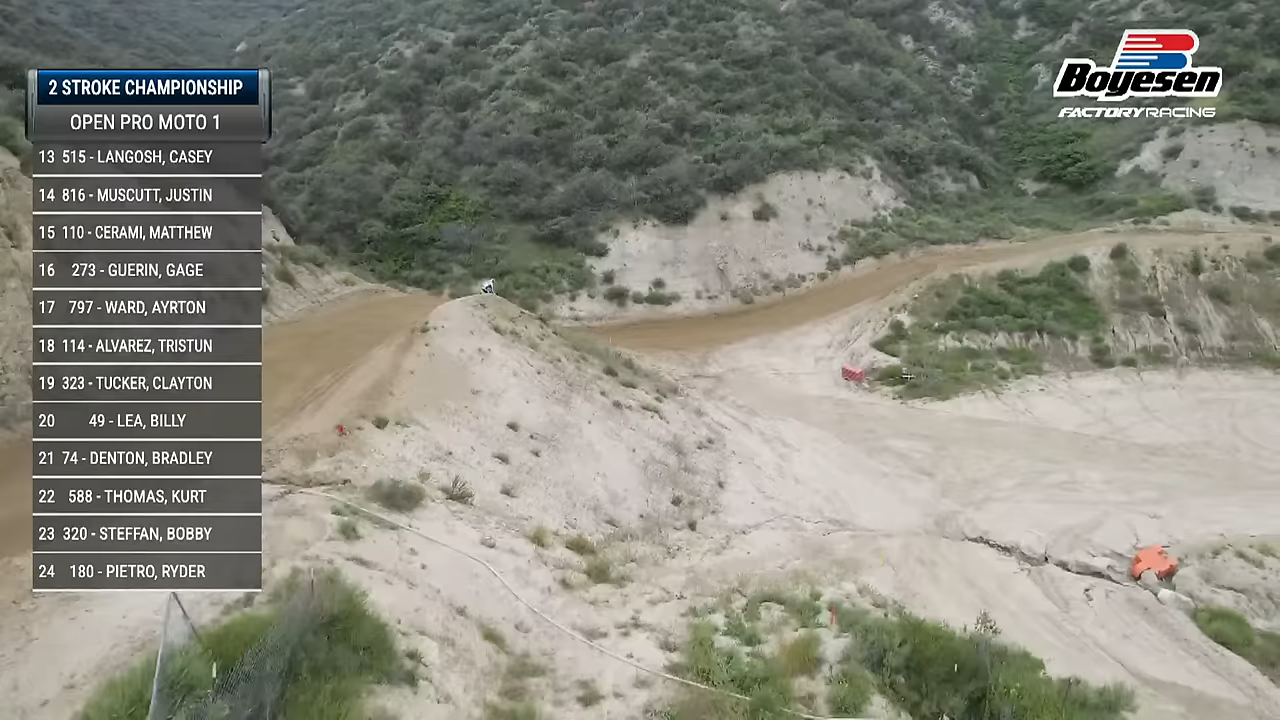 2 STROKE CHAMPIONSHIP
OPEN PRO MOTO 1
13 515 - LANGOSH, CASEY
14 816 - MUSCUTT, JUSTIN
15 110 - CERAMI, MATTHEW
16 273 - GUERIN, GAGE
17 797 - WARD, AYRTON
18 114 - ALVAREZ, TRISTUN
19 323 - TUCKER, CLAYTON
20 49 - LEA, BILLY
21 74 - DENTON, BRADLEY
22 588 - THOMAS, KURT
23 320 - STEFFAN, BOBBY
24 180 - PIETRO, RYDER
Boyesen
FACTORY RACING